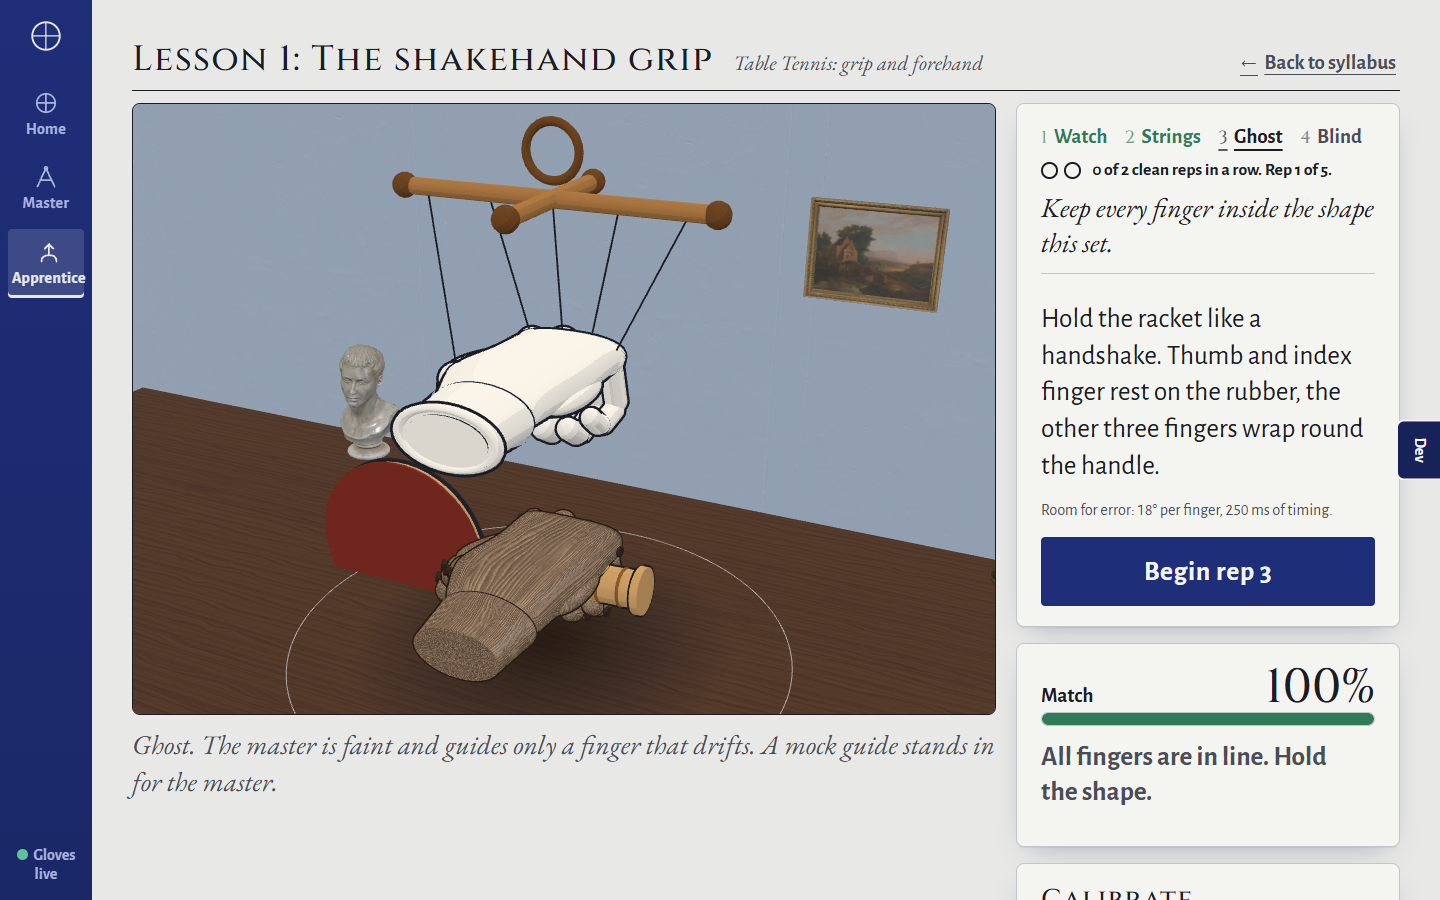 Home
Master
Apprentice
Gloves
live
Lesson 1: The shakehand grip
Table Tennis: grip and forehand
← Back to syllabus
1 Watch 2 Strings 3 Ghost 4 Blind
0 of 2 clean reps in a row. Rep 1 of 5.
Keep every finger inside the shape
this set.
Hold the racket like a
handshake. Thumb and index
finger rest on the rubber, the
other three fingers wrap round
the handle.
Room for error: 18° per finger, 250 ms of timing.
Begin rep 3
Match 100%
All fingers are in line. Hold
the shape.
Calibrate
Dev
Ghost. The master is faint and guides only a finger that drifts. A mock guide stands in
for the master.